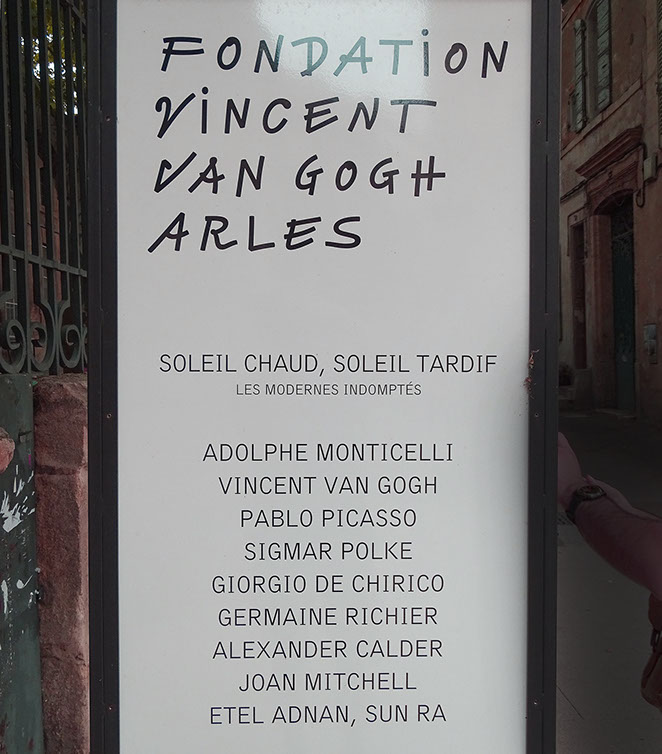 FONDATION
VINCENT
VAN GOGH
ARLES
SOLEIL CHAUD, SOLEIL TARDIF
LES MODERNES INDOMPTÉS
ADOLPHE MONTICELLI
VINCENT VAN GOGH
PABLO PICASSO
SIGMAR POLKE
GIORGIO DE CHIRICO
GERMAINE RICHIER
ALEXANDER CALDER
JOAN MITCHELL
ETEL ADNAN, SUN RA